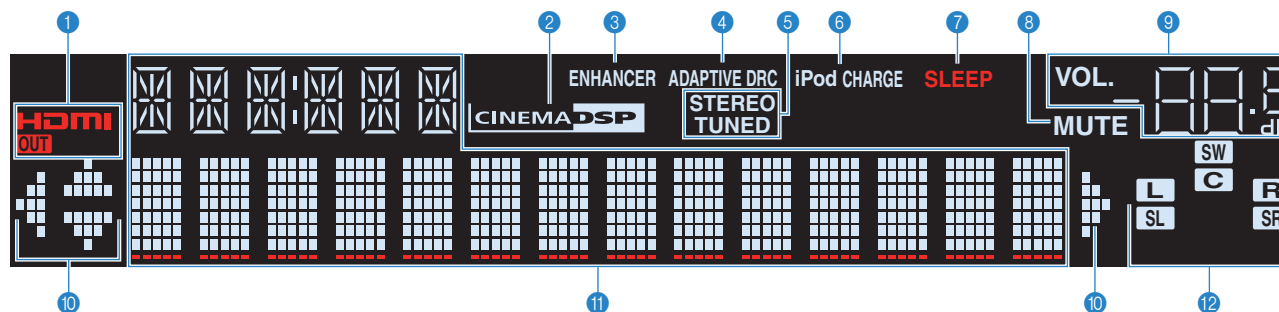 1 2 3 4 5 6 7 8 9
ENHANCER ADAPTIVE DRC iPod CHARGE SLEEP VOL.
HDMI OUT
CINEMA DSP
STEREO
TUNED
MUTE
SW
C
L
SL
10 11 10 12